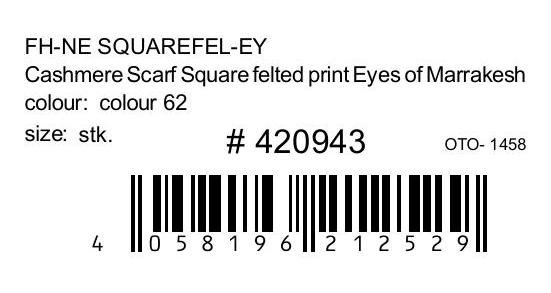 FH-NE SQUAREFEL-EY
Cashmere Scarf Square felted print Eyes of Marrakesh
colour: colour 62
size: stk.
# 420943
OTO- 1458
4 058196 212529